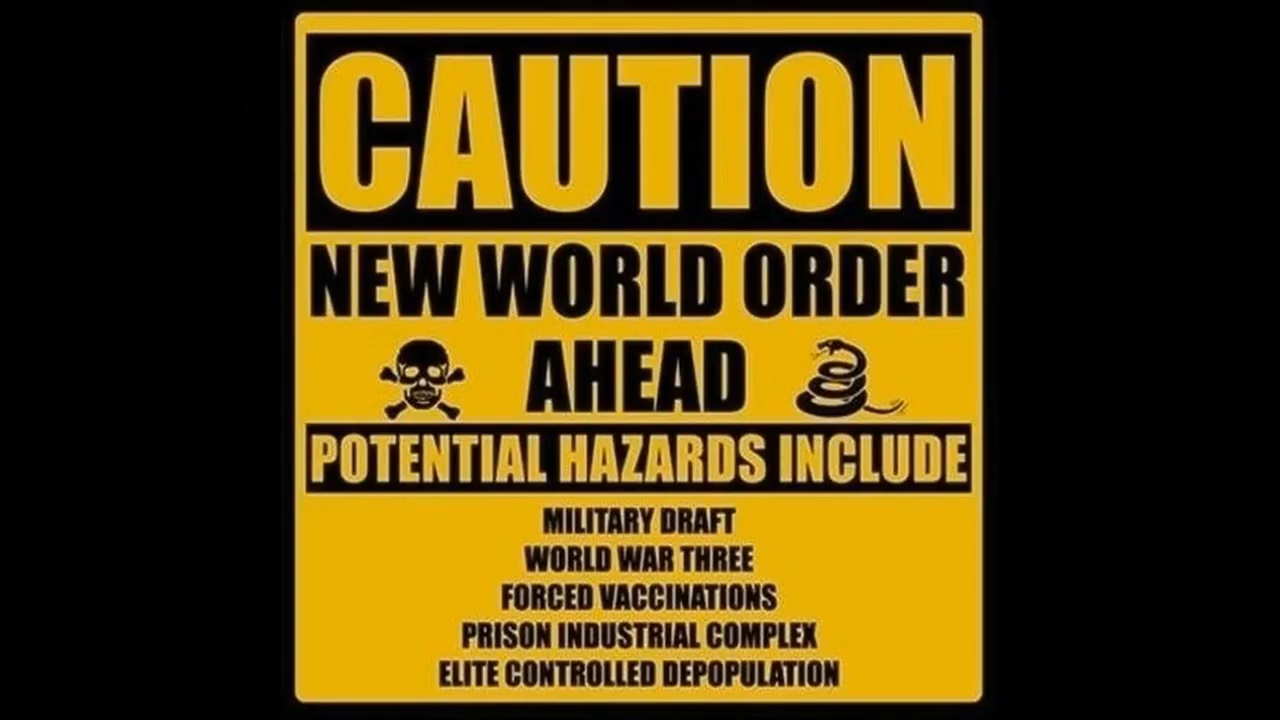 CAUTION
NEW WORLD ORDER
AHEAD
POTENTIAL HAZARDS INCLUDE
MILITARY DRAFT
WORLD WAR THREE
FORCED VACCINATIONS
PRISON INDUSTRIAL COMPLEX
ELITE CONTROLLED DEPOPULATION